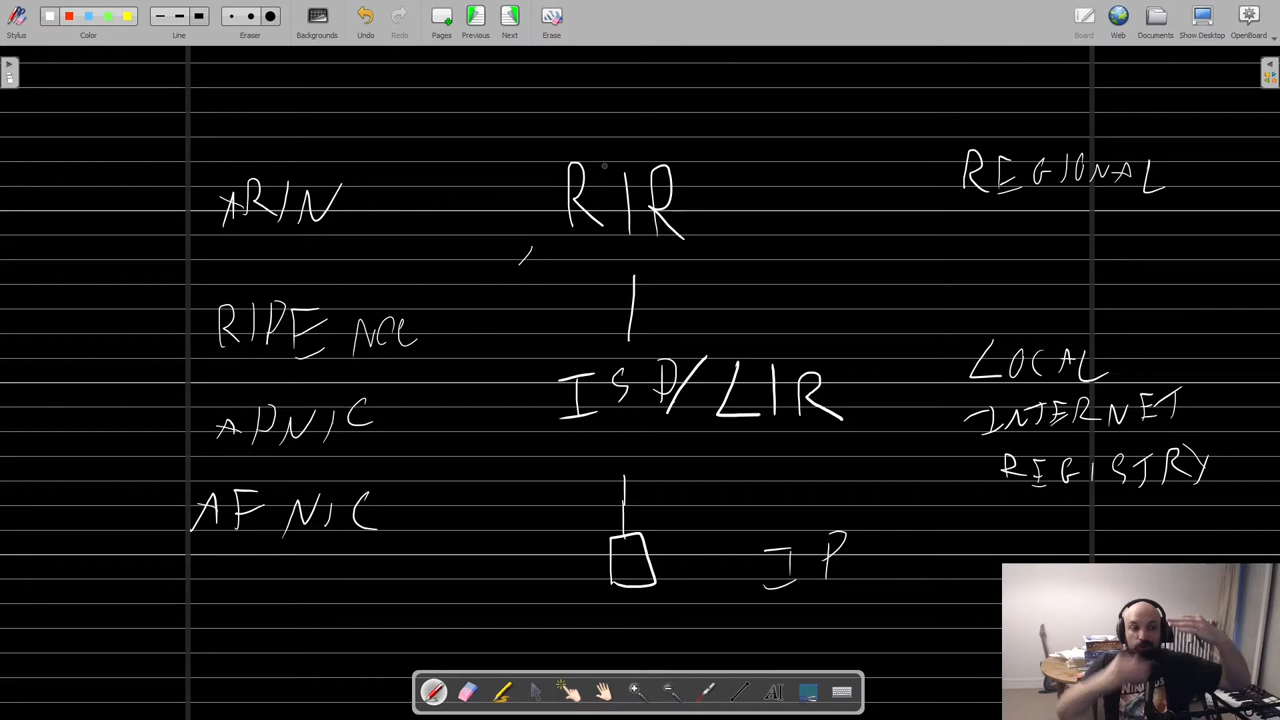 Stylus Color Line Eraser Backgrounds Undo Redo Pages Previous Next Erase Board Web Documents Show Desktop OpenBoard
ARIN
RIR
REGIONAL
,
RIPE NCC
ISP/LIR
LOCAL
INTERNET
REGISTRY
APNIC
AFNIC
IP